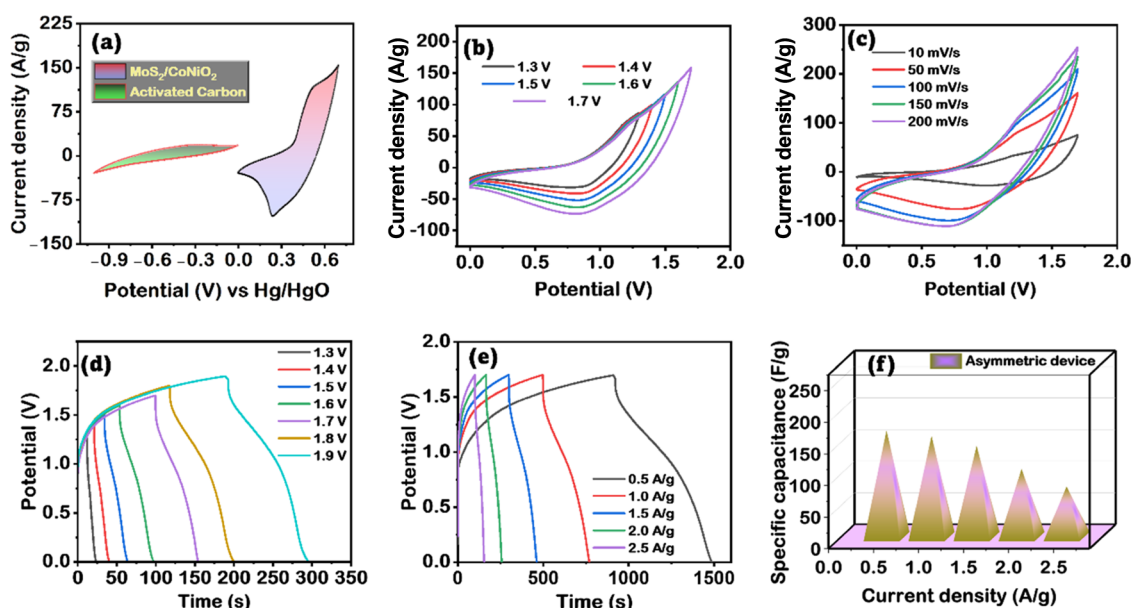 (a)
Current density (A/g)
225
150
75
0
−75
−150
MoS₂/CoNiO₂
Activated Carbon
−0.9 −0.6 −0.3 0.0 0.3 0.6
Potential (V) vs Hg/HgO
(b)
Current density (A/g)
200
150
100
50
0
-50
-100
1.3 V 1.4 V
1.5 V 1.6 V
1.7 V
0.0 0.5 1.0 1.5 2.0
Potential (V)
(c)
Current density (A/g)
300
200
100
0
-100
10 mV/s
50 mV/s
100 mV/s
150 mV/s
200 mV/s
0.0 0.5 1.0 1.5 2.0
Potential (V)
(d)
Potential (V)
2.0
1.5
1.0
0.5
0.0
1.3 V
1.4 V
1.5 V
1.6 V
1.7 V
1.8 V
1.9 V
0 50 100 150 200 250 300 350
Time (s)
(e)
Potential (V)
2.0
1.5
1.0
0.5
0.0
0.5 A/g
1.0 A/g
1.5 A/g
2.0 A/g
2.5 A/g
0 500 1000 1500
Time (s)
(f)
Asymmetric device
Specific capacitance (F/g)
250
200
150
100
50
0
0.0 0.5 1.0 1.5 2.0 2.5
Current density (A/g)